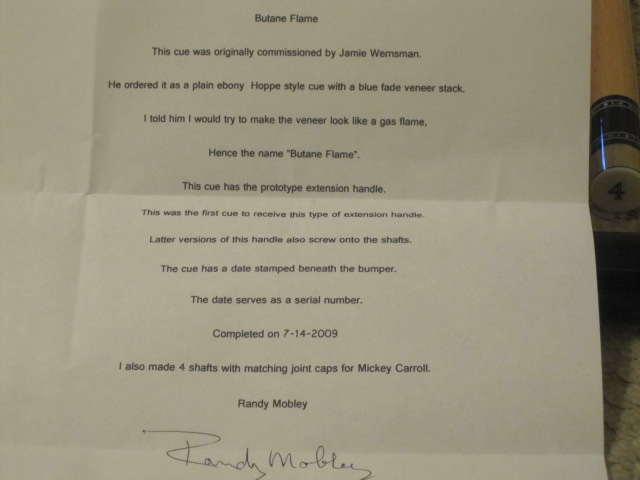 Butane Flame
This cue was originally commissioned by Jamie Wernsman.
He ordered it as a plain ebony Hoppe style cue with a blue fade veneer stack.
I told him I would try to make the veneer look like a gas flame,
Hence the name "Butane Flame".
This cue has the prototype extension handle.
This was the first cue to receive this type of extension handle.
Latter versions of this handle also screw onto the shafts.
The cue has a date stamped beneath the bumper.
The date serves as a serial number.
Completed on 7-14-2009
I also made 4 shafts with matching joint caps for Mickey Carroll.
Randy Mobley
Randy Mobley
4